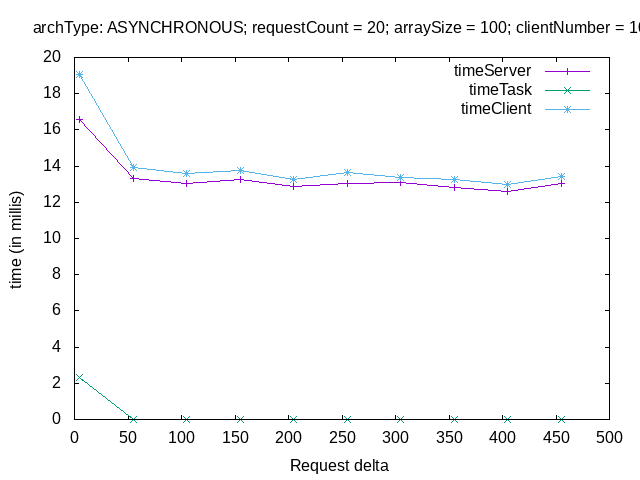 archType: ASYNCHRONOUS; requestCount = 20; arraySize = 100; clientNumber = 10
timeServer
timeTask
timeClient
20
18
16
14
12
10
8
6
4
2
0
time (in millis)
0 50 100 150 200 250 300 350 400 450 500
Request delta